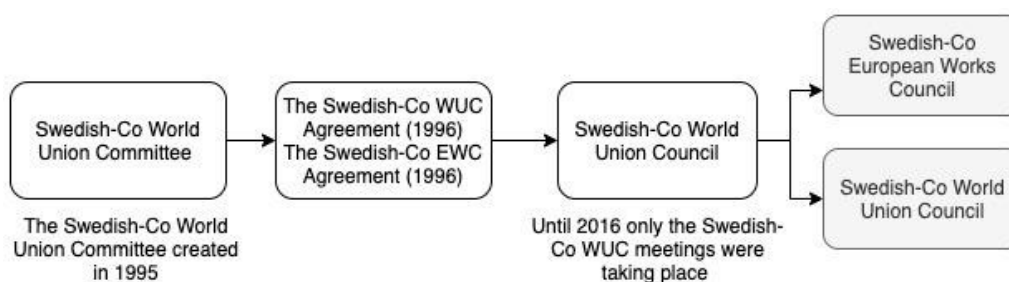 Swedish-Co World
Union Committee
The Swedish-Co World
Union Committee created
in 1995
The Swedish-Co WUC
Agreement (1996)
The Swedish-Co EWC
Agreement (1996)
Swedish-Co World
Union Council
Until 2016 only the Swedish-
Co WUC meetings were
taking place
Swedish-Co
European Works
Council
Swedish-Co World
Union Council